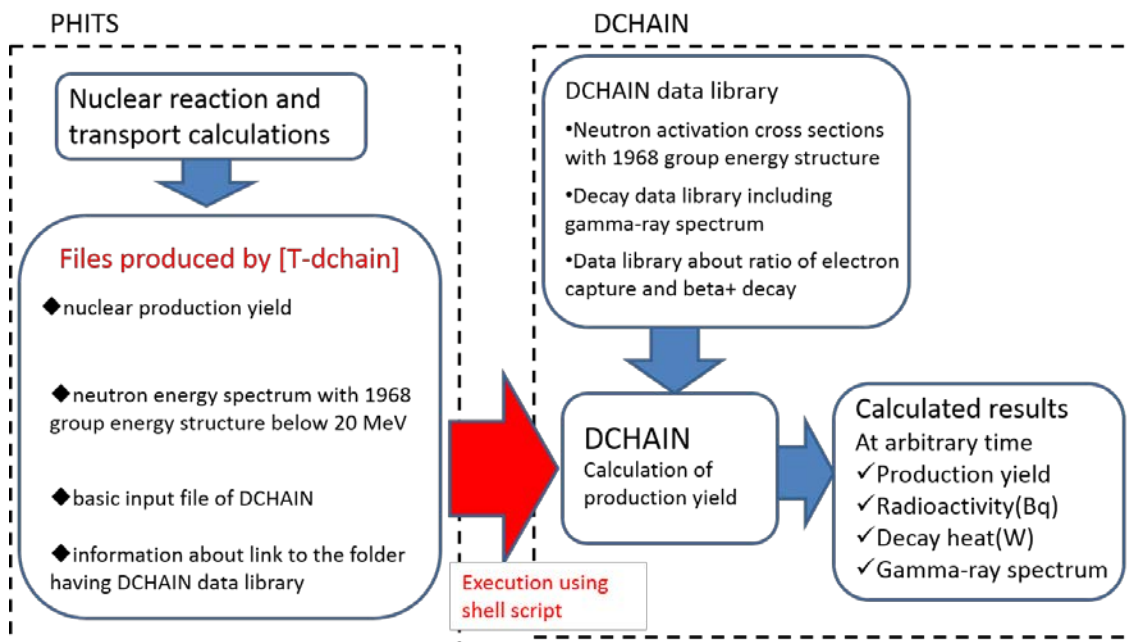 PHITS
Nuclear reaction and
transport calculations
Files produced by [T-dchain]
◆nuclear production yield
◆neutron energy spectrum with 1968
group energy structure below 20 MeV
◆basic input file of DCHAIN
◆information about link to the folder
having DCHAIN data library
Execution using
shell script
DCHAIN
DCHAIN data library
•Neutron activation cross sections
with 1968 group energy structure
•Decay data library including
gamma-ray spectrum
•Data library about ratio of electron
capture and beta+ decay
DCHAIN
Calculation of
production yield
Calculated results
At arbitrary time
✓Production yield
✓Radioactivity(Bq)
✓Decay heat(W)
✓Gamma-ray spectrum